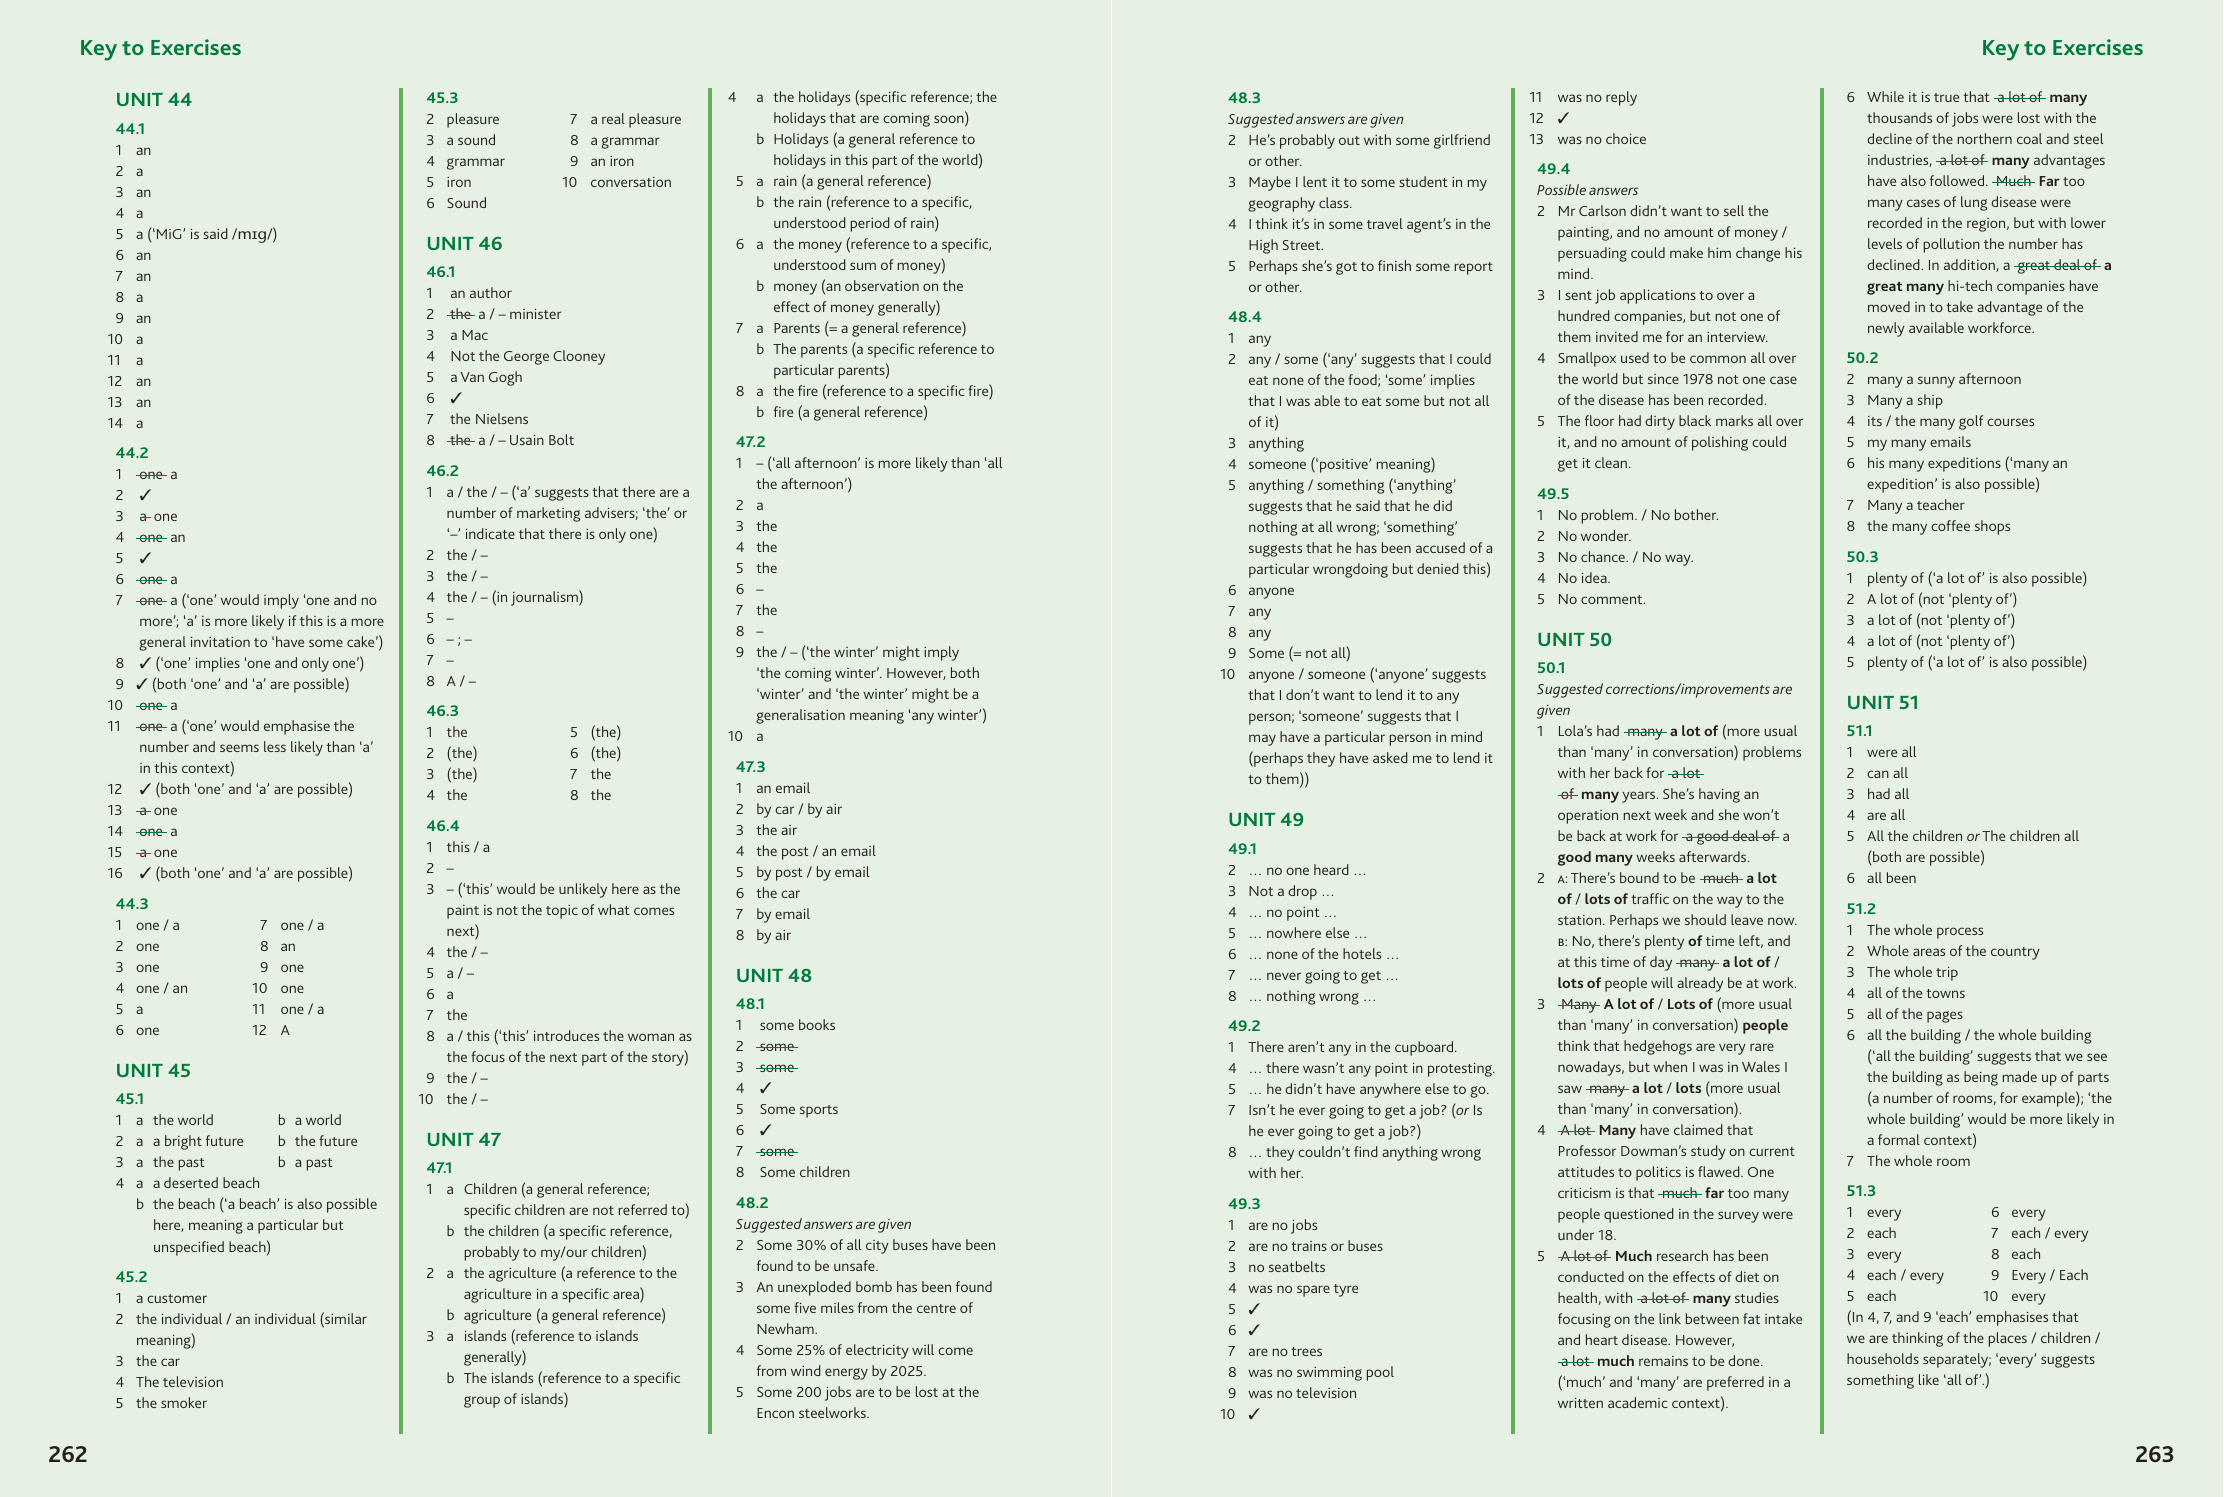 Key to Exercises
UNIT 44
44.1
1 an
2 a
3 an
4 a
5 a (‘MiG’ is said /mɪɡ/)
6 an
7 an
8 a
9 an
10 a
11 a
12 an
13 an
14 a
44.2
1 one a
2 ✓
3 a one
4 one an
5 ✓
6 one a
7 one a (‘one’ would imply ‘one and no
more’; ‘a’ is more likely if this is a more
general invitation to ‘have some cake’)
8 ✓ (‘one’ implies ‘one and only one’)
9 ✓ (both ‘one’ and ‘a’ are possible)
10 one a
11 one a (‘one’ would emphasise the
number and seems less likely than ‘a’
in this context)
12 ✓ (both ‘one’ and ‘a’ are possible)
13 a one
14 one a
15 a one
16 ✓ (both ‘one’ and ‘a’ are possible)
44.3
1 one / a 7 one / a
2 one 8 an
3 one 9 one
4 one / an 10 one
5 a 11 one / a
6 one 12 A
UNIT 45
45.1
1 a the world b a world
2 a a bright future b the future
3 a the past b a past
4 a a deserted beach
b the beach (‘a beach’ is also possible
here, meaning a particular but
unspecified beach)
45.2
1 a customer
2 the individual / an individual (similar
meaning)
3 the car
4 The television
5 the smoker
45.3
2 pleasure 7 a real pleasure
3 a sound 8 a grammar
4 grammar 9 an iron
5 iron 10 conversation
6 Sound
UNIT 46
46.1
1 an author
2 the a / – minister
3 a Mac
4 Not the George Clooney
5 a Van Gogh
6 ✓
7 the Nielsens
8 the a / – Usain Bolt
46.2
1 a / the / – (‘a’ suggests that there are a
number of marketing advisers; ‘the’ or
‘–’ indicate that there is only one)
2 the / –
3 the / –
4 the / – (in journalism)
5 –
6 – ; –
7 –
8 A / –
46.3
1 the 5 (the)
2 (the) 6 (the)
3 (the) 7 the
4 the 8 the
46.4
1 this / a
2 –
3 – (‘this’ would be unlikely here as the
paint is not the topic of what comes
next)
4 the / –
5 a / –
6 a
7 the
8 a / this (‘this’ introduces the woman as
the focus of the next part of the story)
9 the / –
10 the / –
UNIT 47
47.1
1 a Children (a general reference;
specific children are not referred to)
b the children (a specific reference,
probably to my/our children)
2 a the agriculture (a reference to the
agriculture in a specific area)
b agriculture (a general reference)
3 a islands (reference to islands
generally)
b The islands (reference to a specific
group of islands)
4 a the holidays (specific reference; the
holidays that are coming soon)
b Holidays (a general reference to
holidays in this part of the world)
5 a rain (a general reference)
b the rain (reference to a specific,
understood period of rain)
6 a the money (reference to a specific,
understood sum of money)
b money (an observation on the
effect of money generally)
7 a Parents (= a general reference)
b The parents (a specific reference to
particular parents)
8 a the fire (reference to a specific fire)
b fire (a general reference)
47.2
1 – (‘all afternoon’ is more likely than ‘all
the afternoon’)
2 a
3 the
4 the
5 the
6 –
7 the
8 –
9 the / – (‘the winter’ might imply
‘the coming winter’. However, both
‘winter’ and ‘the winter’ might be a
generalisation meaning ‘any winter’)
10 a
47.3
1 an email
2 by car / by air
3 the air
4 the post / an email
5 by post / by email
6 the car
7 by email
8 by air
UNIT 48
48.1
1 some books
2 some
3 some
4 ✓
5 Some sports
6 ✓
7 some
8 Some children
48.2
Suggested answers are given
2 Some 30% of all city buses have been
found to be unsafe.
3 An unexploded bomb has been found
some five miles from the centre of
Newham.
4 Some 25% of electricity will come
from wind energy by 2025.
5 Some 200 jobs are to be lost at the
Encon steelworks.
262
Key to Exercises
48.3
Suggested answers are given
2 He’s probably out with some girlfriend
or other.
3 Maybe I lent it to some student in my
geography class.
4 I think it’s in some travel agent’s in the
High Street.
5 Perhaps she’s got to finish some report
or other.
48.4
1 any
2 any / some (‘any’ suggests that I could
eat none of the food; ‘some’ implies
that I was able to eat some but not all
of it)
3 anything
4 someone (‘positive’ meaning)
5 anything / something (‘anything’
suggests that he said that he did
nothing at all wrong; ‘something’
suggests that he has been accused of a
particular wrongdoing but denied this)
6 anyone
7 any
8 any
9 Some (= not all)
10 anyone / someone (‘anyone’ suggests
that I don’t want to lend it to any
person; ‘someone’ suggests that I
may have a particular person in mind
(perhaps they have asked me to lend it
to them))
UNIT 49
49.1
2 … no one heard …
3 Not a drop …
4 … no point …
5 … nowhere else …
6 … none of the hotels …
7 … never going to get …
8 … nothing wrong …
49.2
1 There aren’t any in the cupboard.
4 … there wasn’t any point in protesting.
5 … he didn’t have anywhere else to go.
7 Isn’t he ever going to get a job? (or Is
he ever going to get a job?)
8 … they couldn’t find anything wrong
with her.
49.3
1 are no jobs
2 are no trains or buses
3 no seatbelts
4 was no spare tyre
5 ✓
6 ✓
7 are no trees
8 was no swimming pool
9 was no television
10 ✓
11 was no reply
12 ✓
13 was no choice
49.4
Possible answers
2 Mr Carlson didn’t want to sell the
painting, and no amount of money /
persuading could make him change his
mind.
3 I sent job applications to over a
hundred companies, but not one of
them invited me for an interview.
4 Smallpox used to be common all over
the world but since 1978 not one case
of the disease has been recorded.
5 The floor had dirty black marks all over
it, and no amount of polishing could
get it clean.
49.5
1 No problem. / No bother.
2 No wonder.
3 No chance. / No way.
4 No idea.
5 No comment.
UNIT 50
50.1
Suggested corrections/improvements are
given
1 Lola’s had many a lot of (more usual
than ‘many’ in conversation) problems
with her back for a lot
of many years. She’s having an
operation next week and she won’t
be back at work for a good deal of a
good many weeks afterwards.
2 A: There’s bound to be much a lot
of / lots of traffic on the way to the
station. Perhaps we should leave now.
B: No, there’s plenty of time left, and
at this time of day many a lot of /
lots of people will already be at work.
3 Many A lot of / Lots of (more usual
than ‘many’ in conversation) people
think that hedgehogs are very rare
nowadays, but when I was in Wales I
saw many a lot / lots (more usual
than ‘many’ in conversation).
4 A lot Many have claimed that
Professor Dowman’s study on current
attitudes to politics is flawed. One
criticism is that much far too many
people questioned in the survey were
under 18.
5 A lot of Much research has been
conducted on the effects of diet on
health, with a lot of many studies
focusing on the link between fat intake
and heart disease. However,
a lot much remains to be done.
(‘much’ and ‘many’ are preferred in a
written academic context).
6 While it is true that a lot of many
thousands of jobs were lost with the
decline of the northern coal and steel
industries, a lot of many advantages
have also followed. Much Far too
many cases of lung disease were
recorded in the region, but with lower
levels of pollution the number has
declined. In addition, a great deal of a
great many hi-tech companies have
moved in to take advantage of the
newly available workforce.
50.2
2 many a sunny afternoon
3 Many a ship
4 its / the many golf courses
5 my many emails
6 his many expeditions (‘many an
expedition’ is also possible)
7 Many a teacher
8 the many coffee shops
50.3
1 plenty of (‘a lot of’ is also possible)
2 A lot of (not ‘plenty of’)
3 a lot of (not ‘plenty of’)
4 a lot of (not ‘plenty of’)
5 plenty of (‘a lot of’ is also possible)
UNIT 51
51.1
1 were all
2 can all
3 had all
4 are all
5 All the children or The children all
(both are possible)
6 all been
51.2
1 The whole process
2 Whole areas of the country
3 The whole trip
4 all of the towns
5 all of the pages
6 all the building / the whole building
(‘all the building’ suggests that we see
the building as being made up of parts
(a number of rooms, for example); ‘the
whole building’ would be more likely in
a formal context)
7 The whole room
51.3
1 every 6 every
2 each 7 each / every
3 every 8 each
4 each / every 9 Every / Each
5 each 10 every
(In 4, 7, and 9 ‘each’ emphasises that
we are thinking of the places / children /
households separately; ‘every’ suggests
something like ‘all of’.)
263